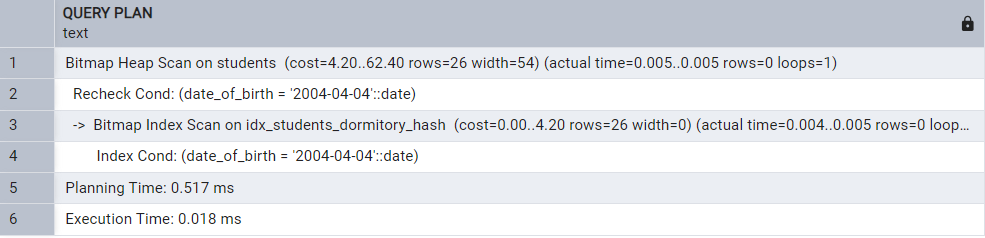 QUERY PLAN
text
1 Bitmap Heap Scan on students (cost=4.20..62.40 rows=26 width=54) (actual time=0.005..0.005 rows=0 loops=1)
2 Recheck Cond: (date_of_birth = '2004-04-04'::date)
3 -> Bitmap Index Scan on idx_students_dormitory_hash (cost=0.00..4.20 rows=26 width=0) (actual time=0.004..0.005 rows=0 loop...
4 Index Cond: (date_of_birth = '2004-04-04'::date)
5 Planning Time: 0.517 ms
6 Execution Time: 0.018 ms